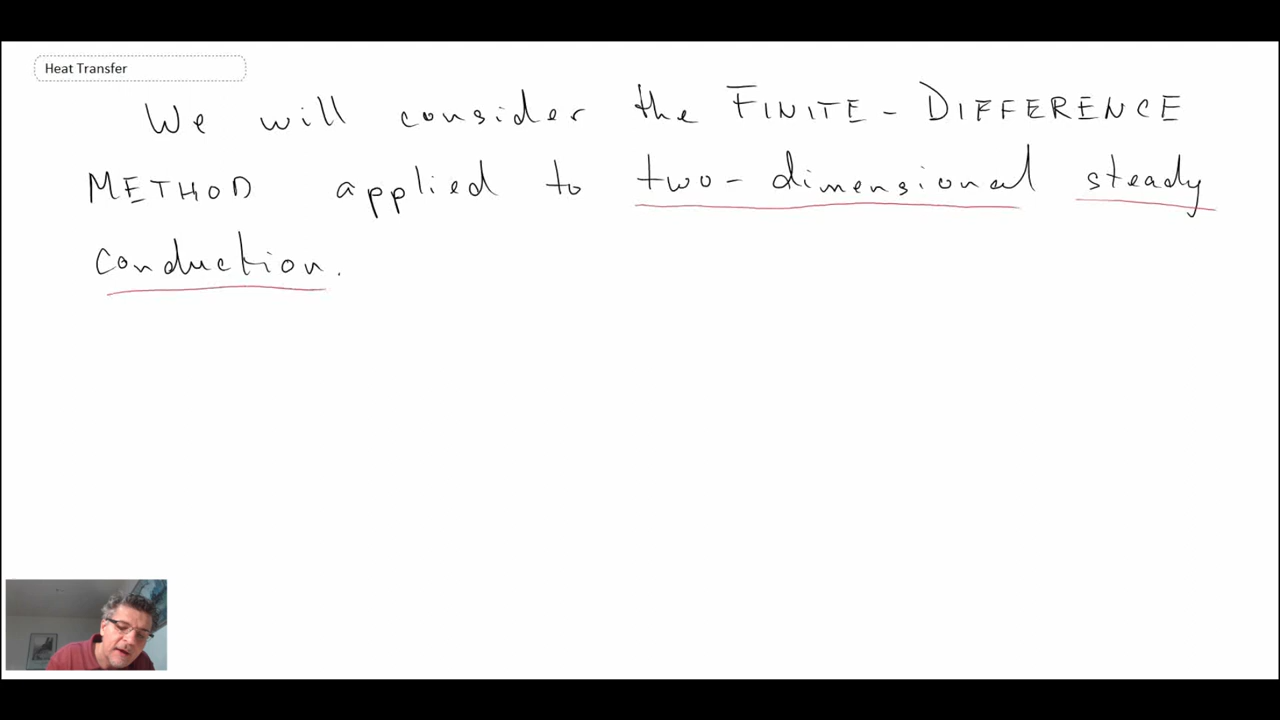 Heat Transfer
We will consider the FINITE-DIFFERENCE
METHOD applied to two-dimensional steady
conduction.